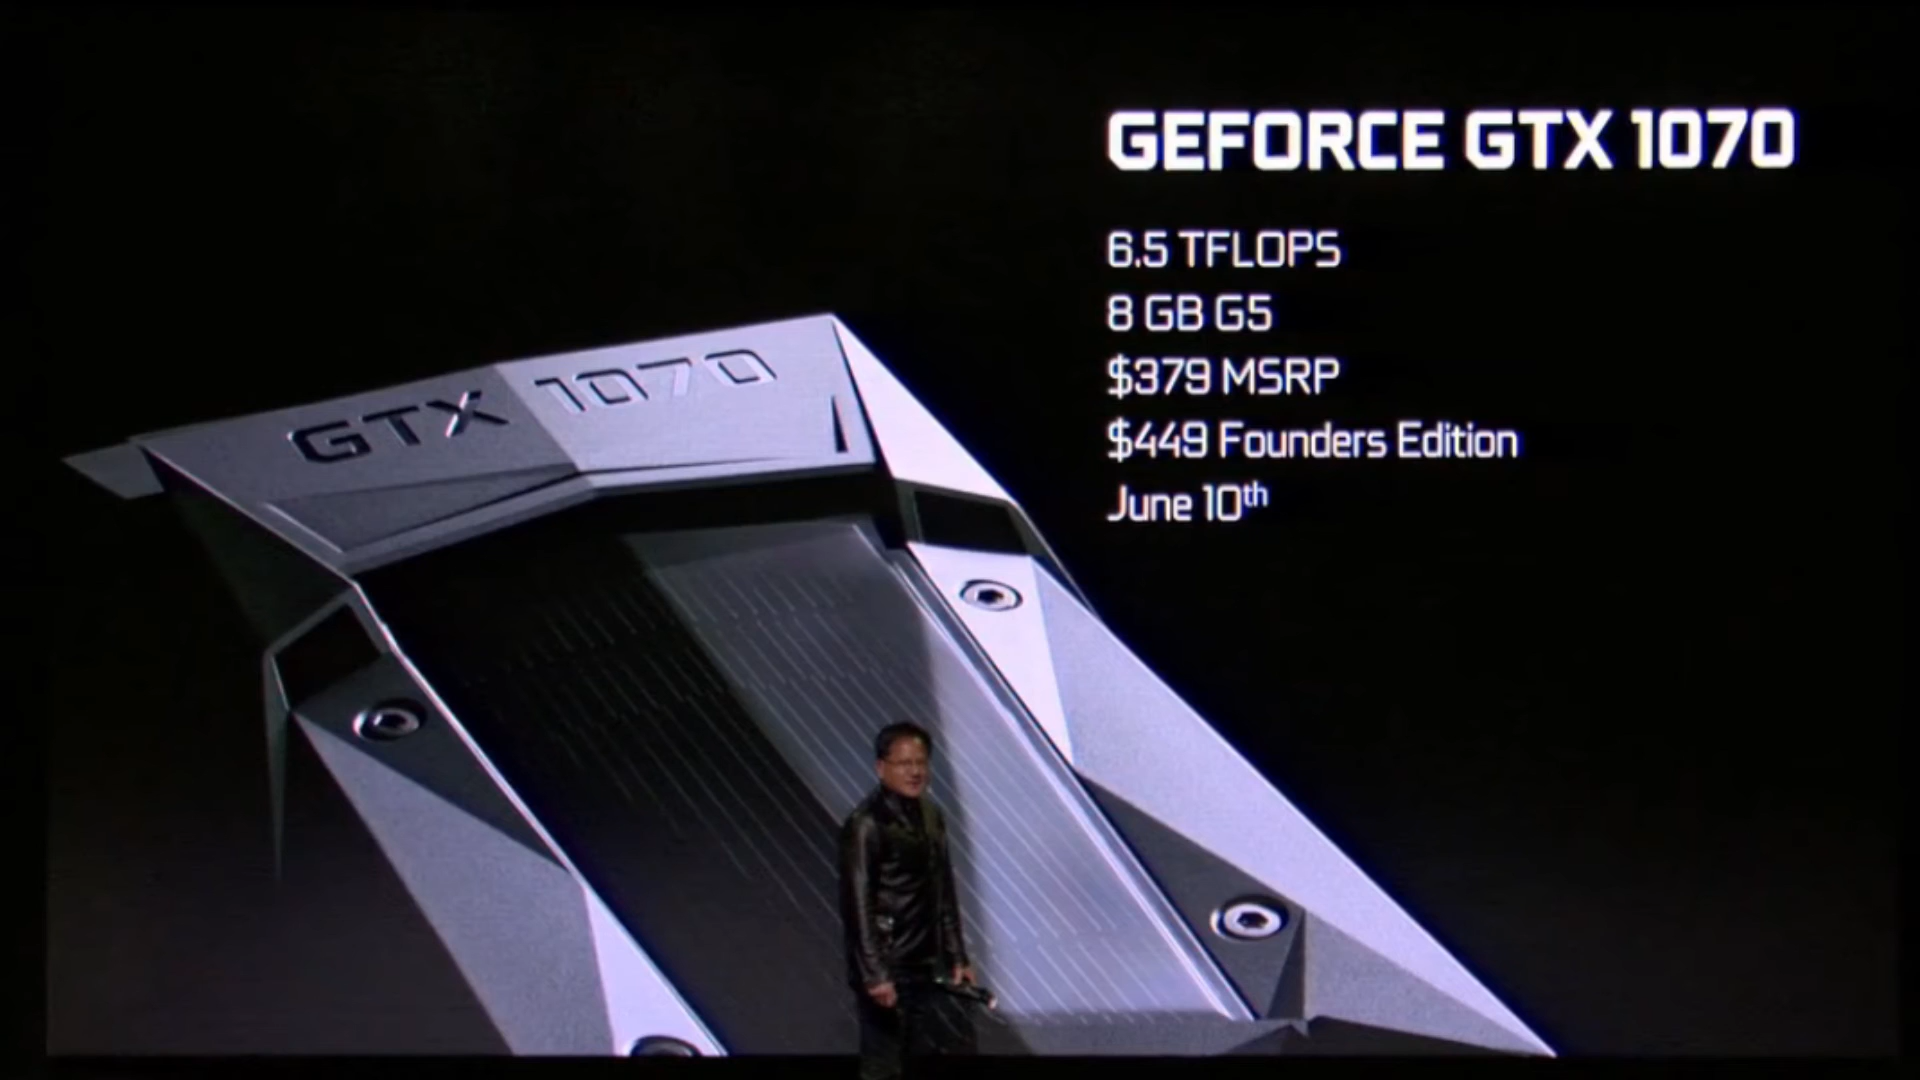 GEFORCE GTX 1070
6.5 TFLOPS
8 GB G5
$379 MSRP
$449 Founders Edition
June 10th
GTX 1070